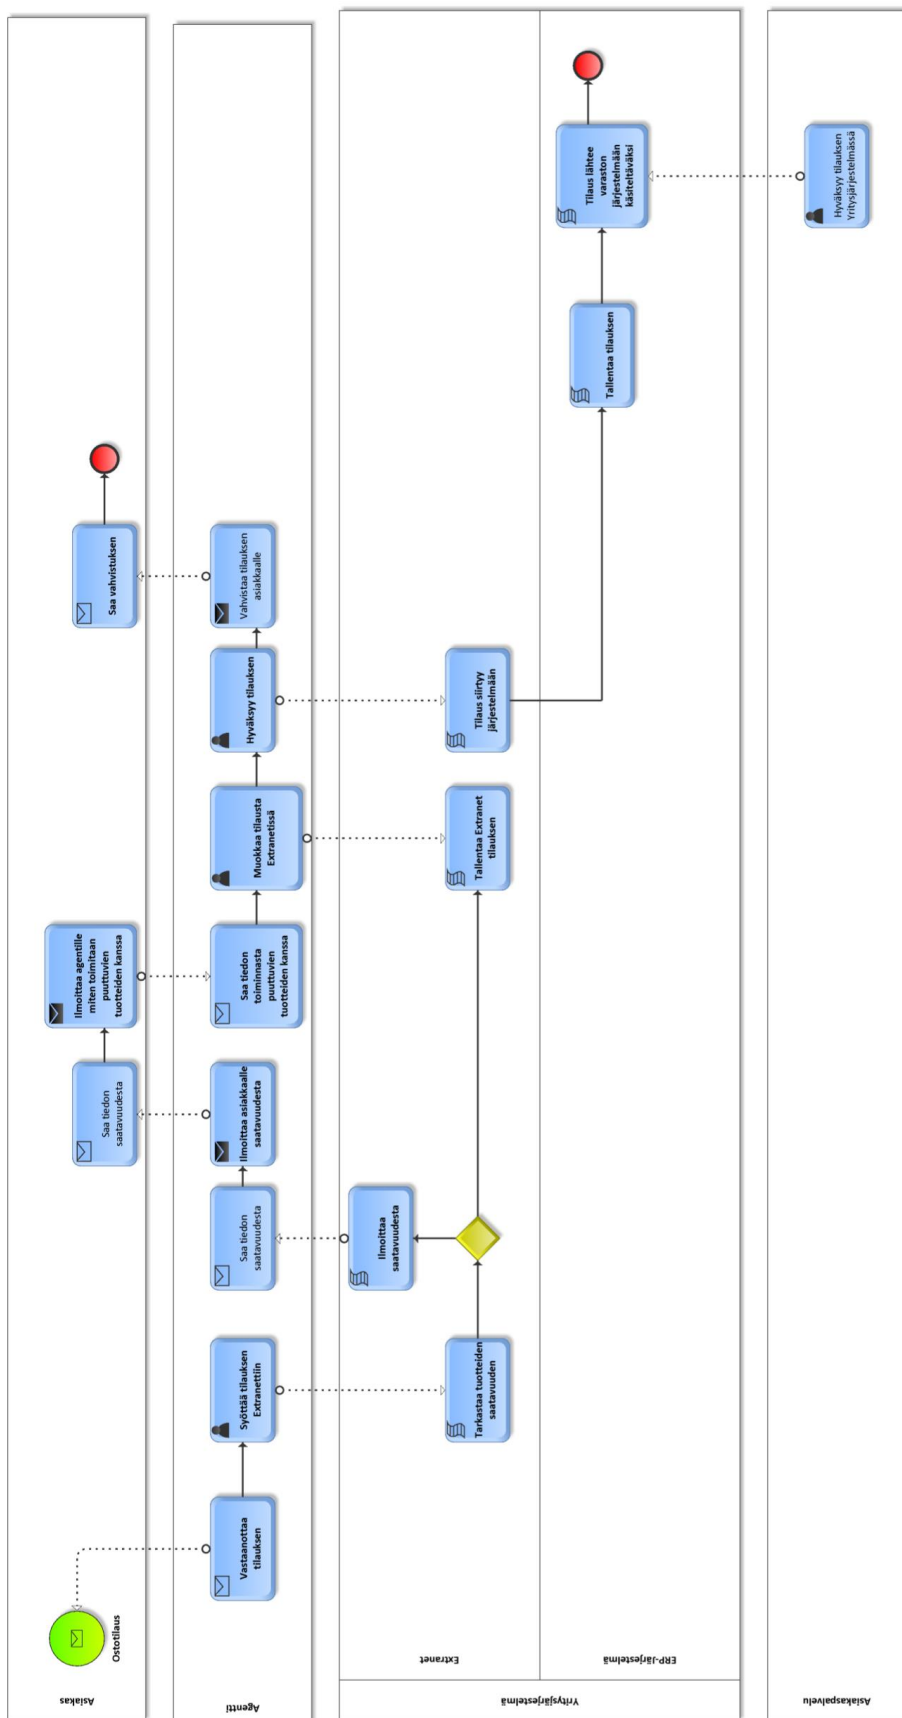 Asiakas
Ostotilaus
Saa tiedon
saatavuudesta
Ilmoittaa agentille
miten toimitaan
puuttuvien
tuotteiden kanssa
Saa vahvistuksen
Agentti
Vastaanottaa
tilauksen
Syöttää tilauksen
Extranettiin
Saa tiedon
saatavuudesta
Ilmoittaa asiakkaalle
saatavuudesta
Saa tiedon
toiminnasta
puuttuvien
tuotteiden kanssa
Muokkaa tilausta
Extranetissä
Hyväksyy tilauksen
Vahvistaa tilauksen
asiakkaalle
Yritysjärjestelmä
Extranet
Tarkastaa tuotteiden
saatavuuden
Ilmoittaa
saatavuudesta
Tallentaa Extranet
tilauksen
Tilaus siirtyy
järjestelmään
ERP-Järjestelmä
Tallentaa tilauksen
Tilaus lähtee
varaston
järjestelmään
käsiteltäväksi
Asiakaspalvelu
Hyväksyy tilauksen
Yritysjärjestelmässä